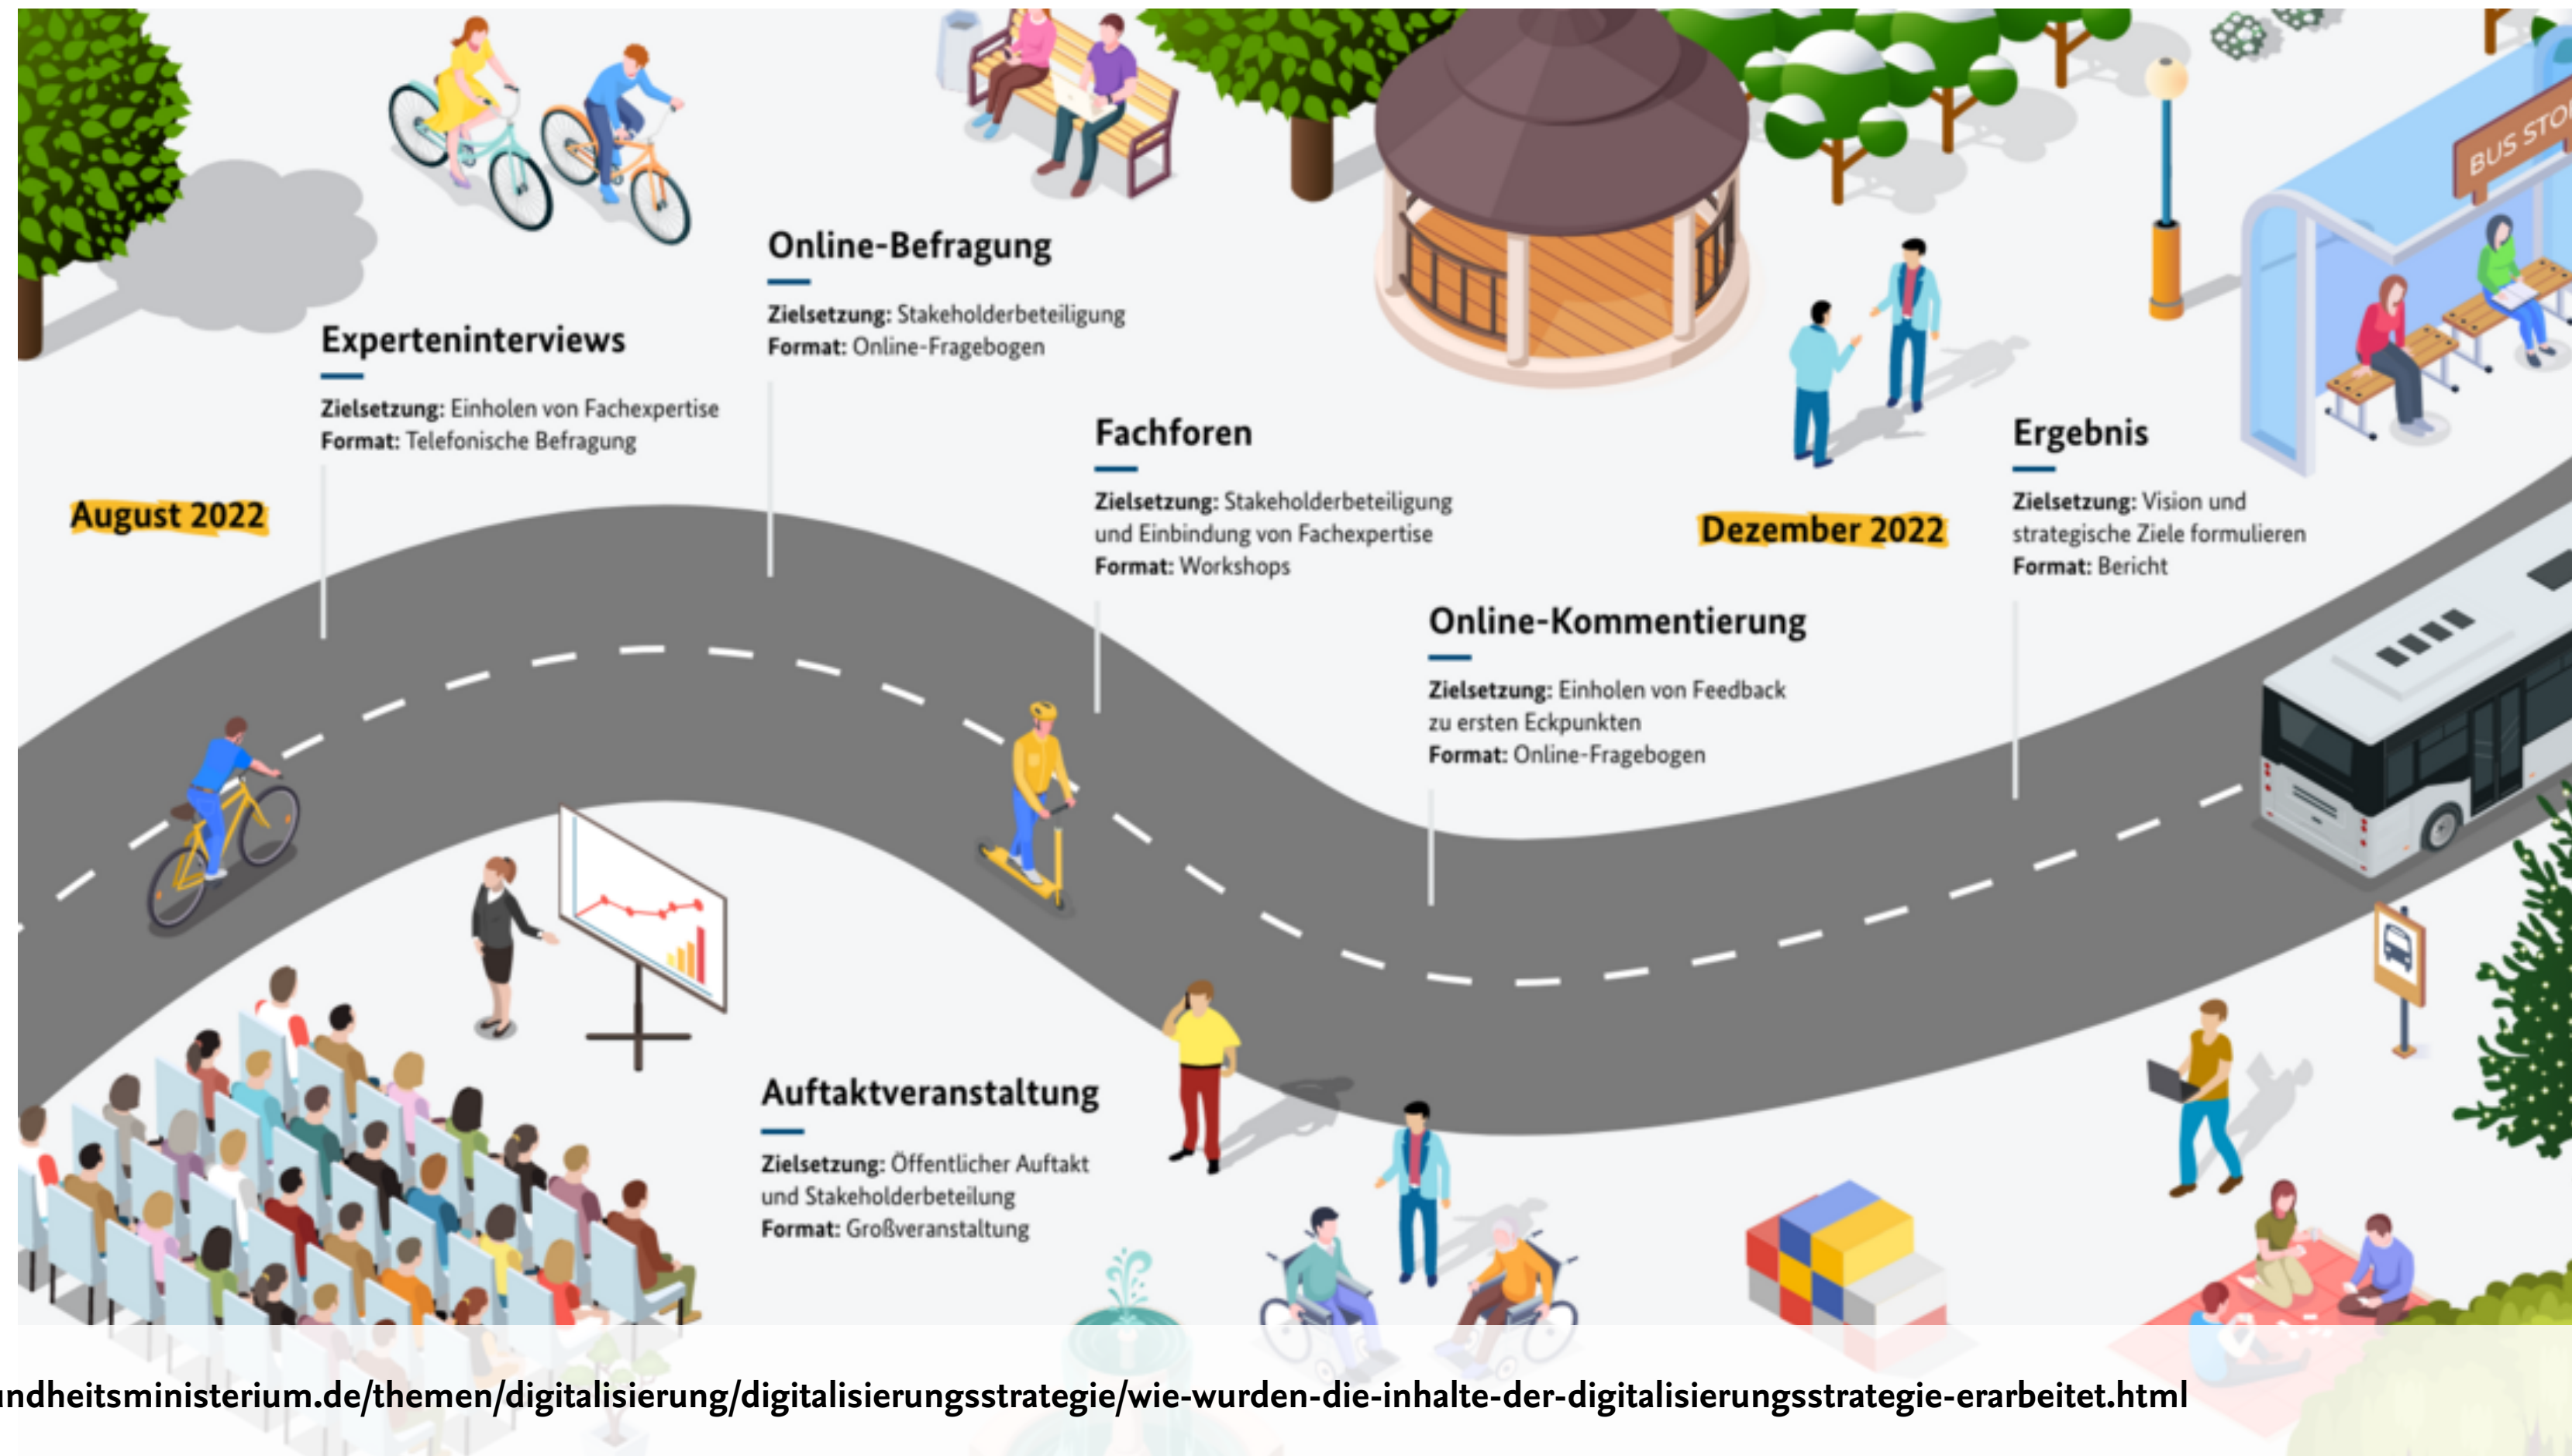 BUS STO
Online-Befragung
Zielsetzung: Stakeholderbeteiligung
Format: Online-Fragebogen
Experteninterviews
Zielsetzung: Einholen von Fachexpertise
Format: Telefonische Befragung
August 2022
Fachforen
Zielsetzung: Stakeholderbeteiligung
und Einbindung von Fachexpertise
Format: Workshops
Dezember 2022
Ergebnis
Zielsetzung: Vision und
strategische Ziele formulieren
Format: Bericht
Online-Kommentierung
Zielsetzung: Einholen von Feedback
zu ersten Eckpunkten
Format: Online-Fragebogen
Auftaktveranstaltung
Zielsetzung: Öffentlicher Auftakt
und Stakeholderbeteilung
Format: Großveranstaltung
undheitsministerium.de/themen/digitalisierung/digitalisierungsstrategie/wie-wurden-die-inhalte-der-digitalisierungsstrategie-erarbeitet.html